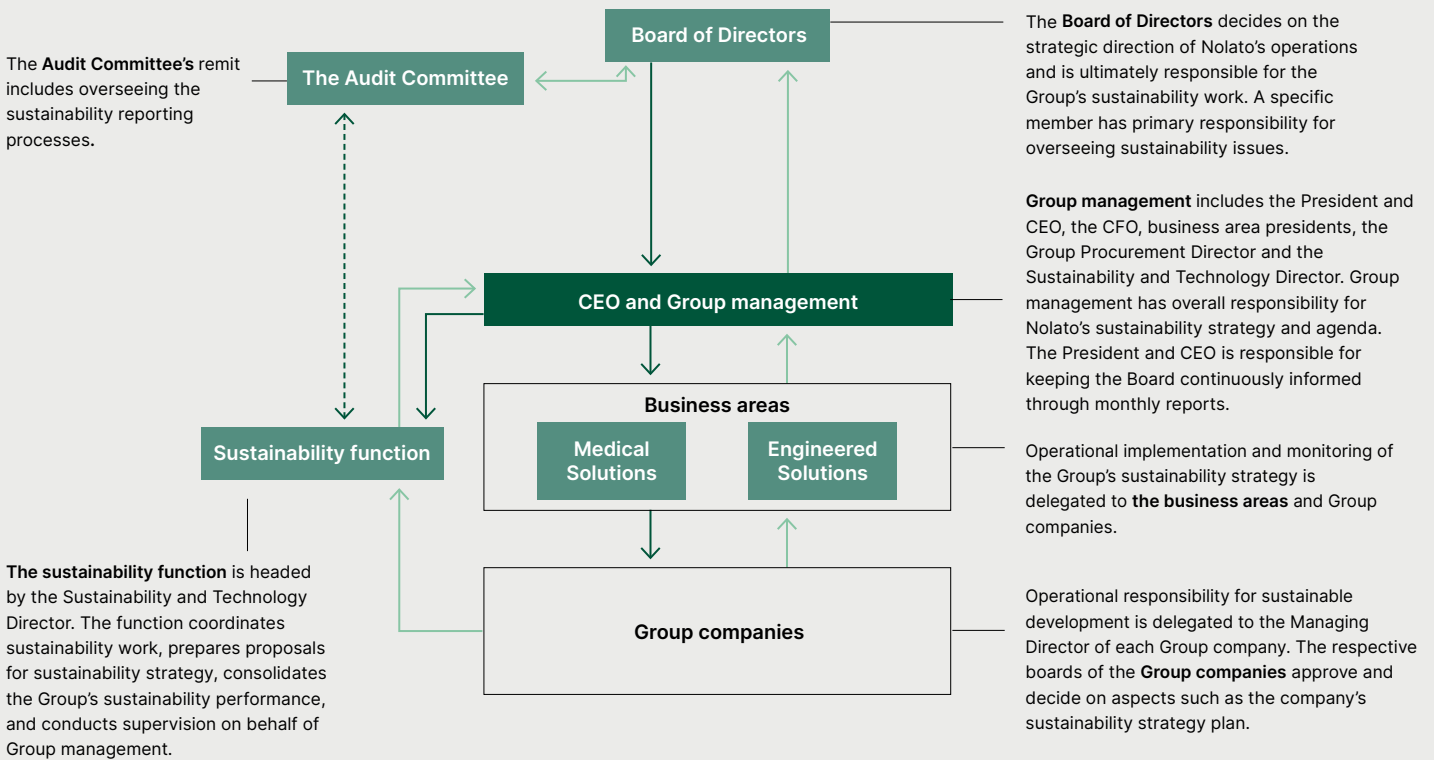 Board of Directors
The Board of Directors decides on the
strategic direction of Nolato’s operations
and is ultimately responsible for the
Group’s sustainability work. A specific
member has primary responsibility for
overseeing sustainability issues.
The Audit Committee’s remit
includes overseeing the
sustainability reporting
processes.
The Audit Committee
Group management includes the President and
CEO, the CFO, business area presidents, the
Group Procurement Director and the
Sustainability and Technology Director. Group
management has overall responsibility for
Nolato’s sustainability strategy and agenda.
The President and CEO is responsible for
keeping the Board continuously informed
through monthly reports.
CEO and Group management
Business areas
Medical
Solutions
Engineered
Solutions
Sustainability function
Operational implementation and monitoring of
the Group’s sustainability strategy is
delegated to the business areas and Group
companies.
The sustainability function is headed
by the Sustainability and Technology
Director. The function coordinates
sustainability work, prepares proposals
for sustainability strategy, consolidates
the Group’s sustainability performance,
and conducts supervision on behalf of
Group management.
Group companies
Operational responsibility for sustainable
development is delegated to the Managing
Director of each Group company. The respective
boards of the Group companies approve and
decide on aspects such as the company’s
sustainability strategy plan.